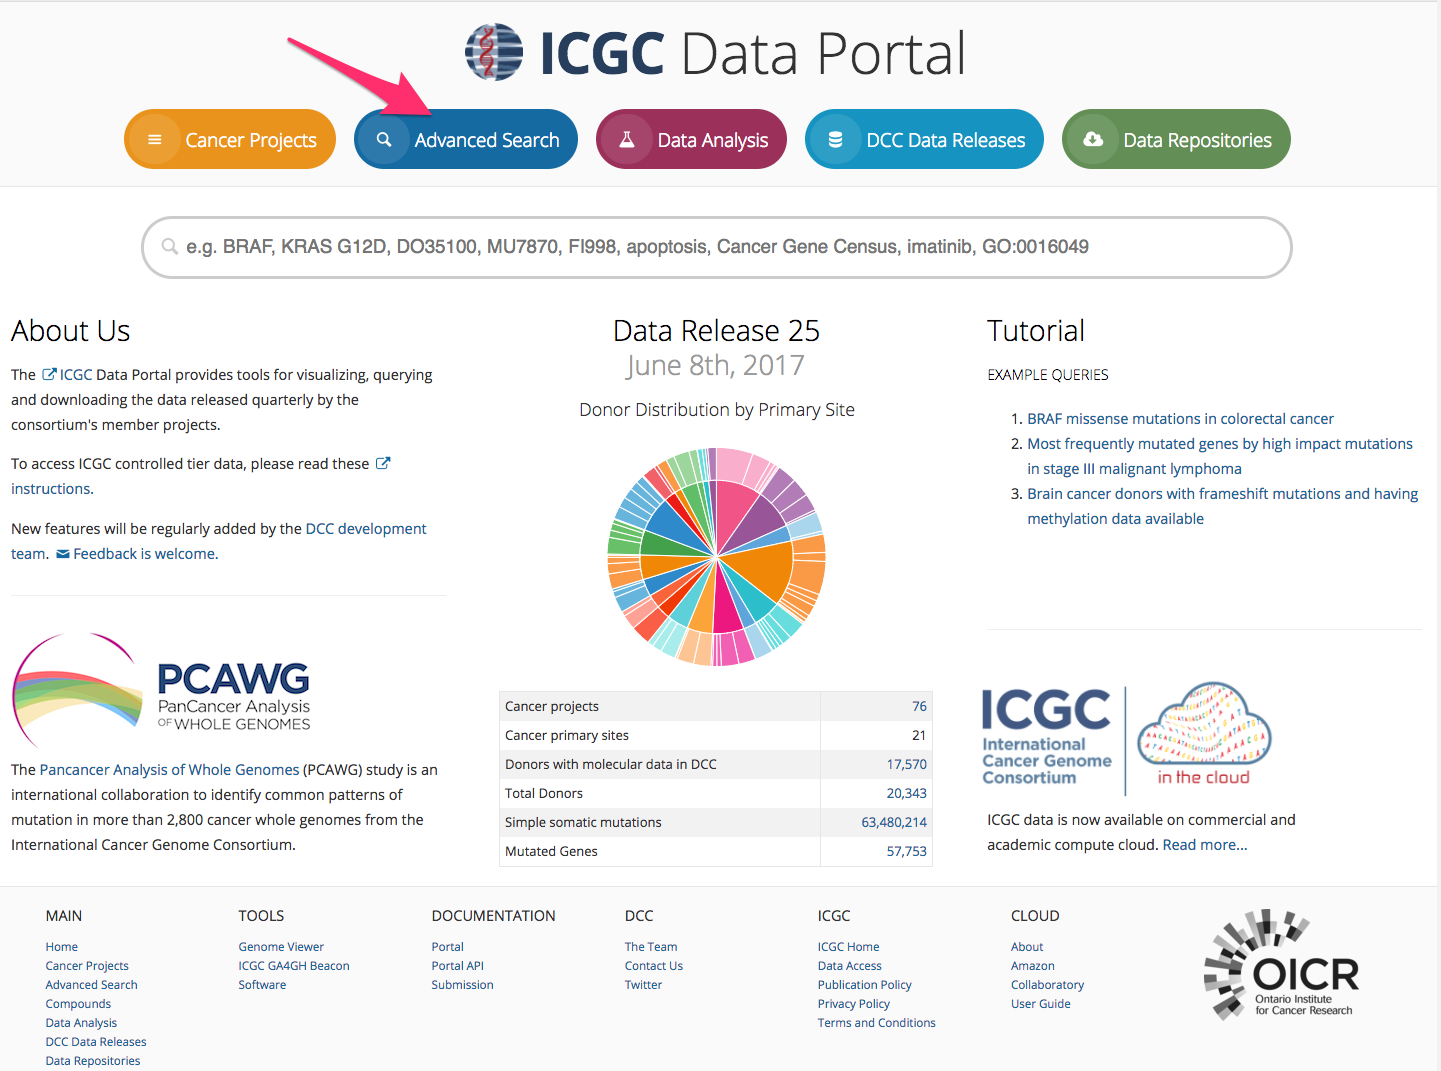 ICGC Data Portal
Cancer Projects
Advanced Search
Data Analysis
DCC Data Releases
Data Repositories
e.g. BRAF, KRAS G12D, DO35100, MU7870, FI998, apoptosis, Cancer Gene Census, imatinib, GO:0016049
About Us
The ICGC Data Portal provides tools for visualizing, querying
and downloading the data released quarterly by the
consortium's member projects.
To access ICGC controlled tier data, please read these
instructions.
New features will be regularly added by the DCC development
team. Feedback is welcome.
PCAWG
PanCancer Analysis
OF WHOLE GENOMES
The Pancancer Analysis of Whole Genomes (PCAWG) study is an
international collaboration to identify common patterns of
mutation in more than 2,800 cancer whole genomes from the
International Cancer Genome Consortium.
Data Release 25
June 8th, 2017
Donor Distribution by Primary Site
Cancer projects 76
Cancer primary sites 21
Donors with molecular data in DCC 17,570
Total Donors 20,343
Simple somatic mutations 63,480,214
Mutated Genes 57,753
Tutorial
EXAMPLE QUERIES
1. BRAF missense mutations in colorectal cancer
2. Most frequently mutated genes by high impact mutations
in stage III malignant lymphoma
3. Brain cancer donors with frameshift mutations and having
methylation data available
ICGC
International
Cancer Genome
Consortium
in the cloud
ICGC data is now available on commercial and
academic compute cloud. Read more...
MAIN
Home
Cancer Projects
Advanced Search
Compounds
Data Analysis
DCC Data Releases
Data Repositories
TOOLS
Genome Viewer
ICGC GA4GH Beacon
Software
DOCUMENTATION
Portal
Portal API
Submission
DCC
The Team
Contact Us
Twitter
ICGC
ICGC Home
Data Access
Publication Policy
Privacy Policy
Terms and Conditions
CLOUD
About
Amazon
Collaboratory
User Guide
OICR
Ontario Institute
for Cancer Research